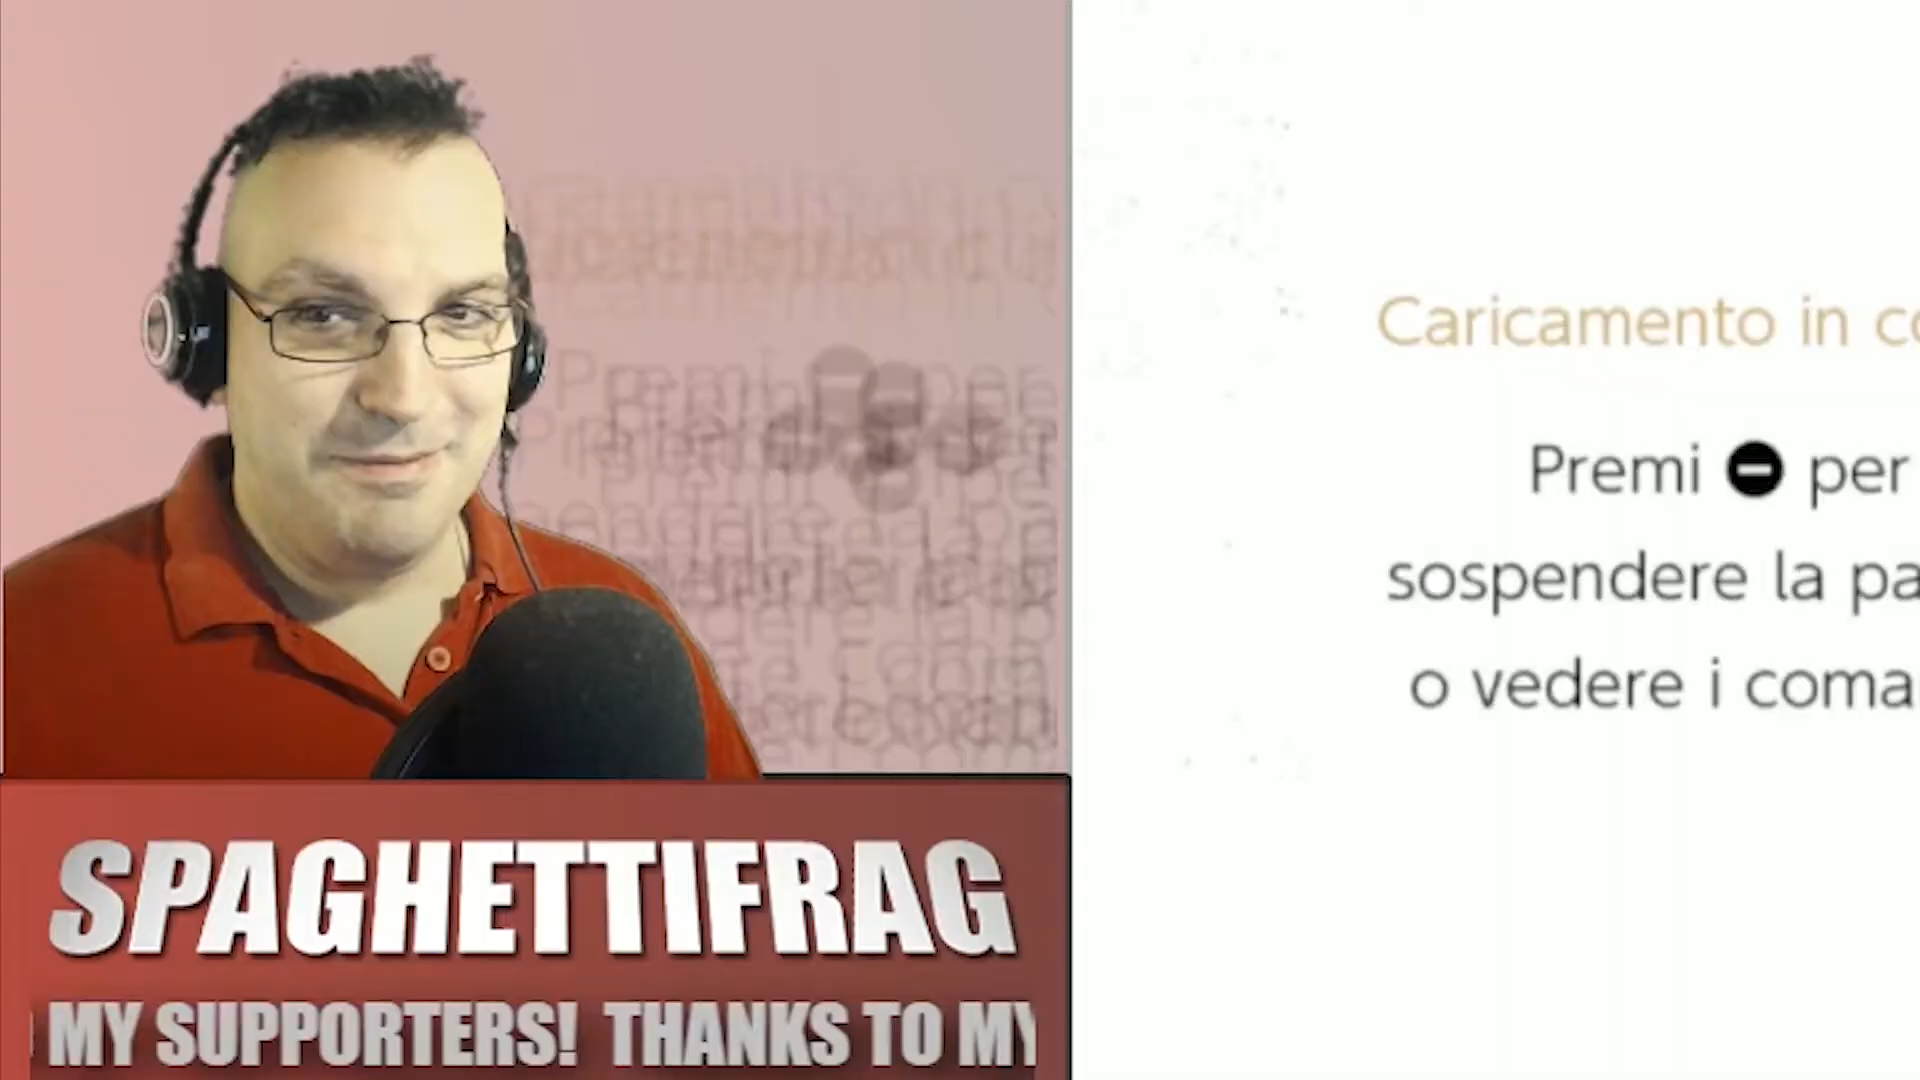 Caricamento in co
Premi per
sospendere la pa
o vedere i coma
SPAGHETTIFRAG
MY SUPPORTERS! THANKS TO MY